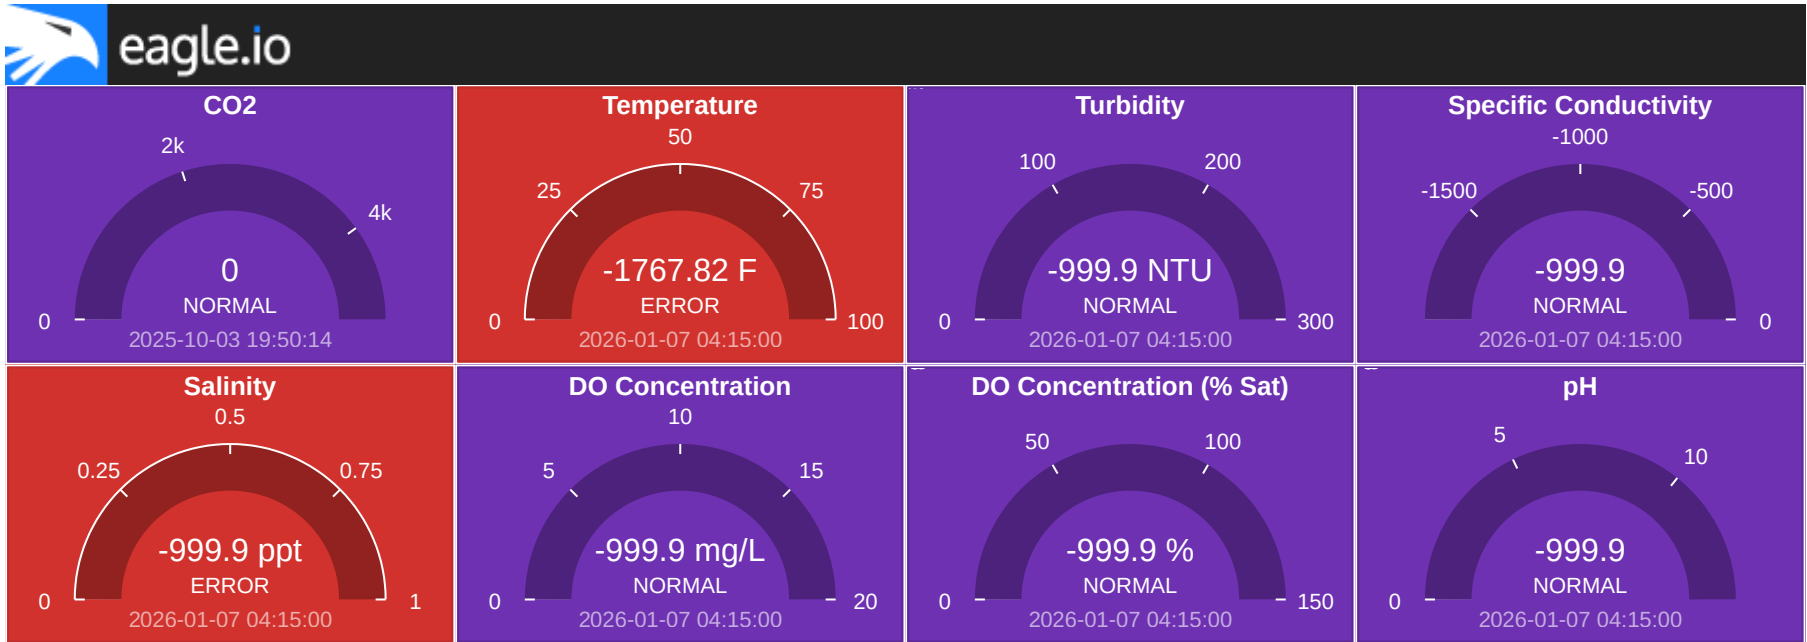 eagle.io
CO2
2k
4k
0
0
NORMAL
2025-10-03 19:50:14
Temperature
50
25
75
-1767.82 F
ERROR
0
100
2026-01-07 04:15:00
Turbidity
100
200
-999.9 NTU
NORMAL
0
300
2026-01-07 04:15:00
Specific Conductivity
-1000
-1500
-500
-999.9
NORMAL
0
2026-01-07 04:15:00
Salinity
0.5
0.25
0.75
-999.9 ppt
ERROR
0
1
2026-01-07 04:15:00
DO Concentration
10
5
15
-999.9 mg/L
NORMAL
0
20
2026-01-07 04:15:00
DO Concentration (% Sat)
50
100
-999.9 %
NORMAL
0
150
2026-01-07 04:15:00
pH
5
10
-999.9
NORMAL
0
2026-01-07 04:15:00